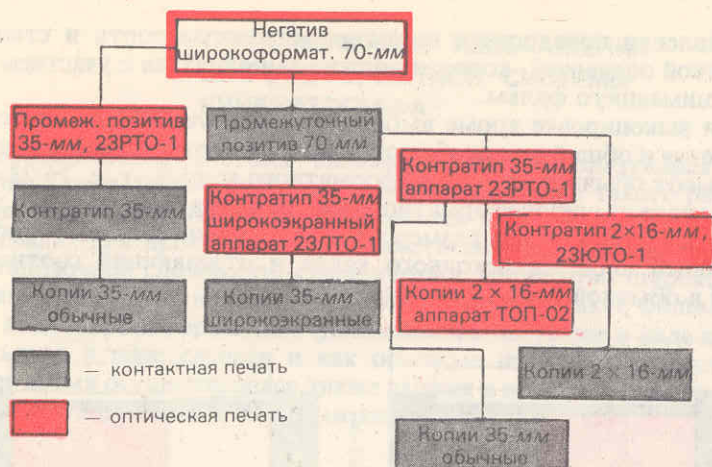 Негатив
широкоформат. 70-мм
Промеж. позитив
35-мм, 23РТО-1
Промежуточный
позитив 70 мм
Контратип 35-мм
аппарат 23РТО-1
Контратип 35-мм
Контратип 35-мм
широкоэкранный
аппарат 23ЛТО-1
Контратип 2×16-мм,
23ЮТО-1
Копии 35-мм
обычные
Копии 35-мм
широкоэкранные
Копии 2 × 16-мм
аппарат ТОП-02
Копии 2 × 16-мм
Копии 35 мм
обычные
— контактная печать
— оптическая печать